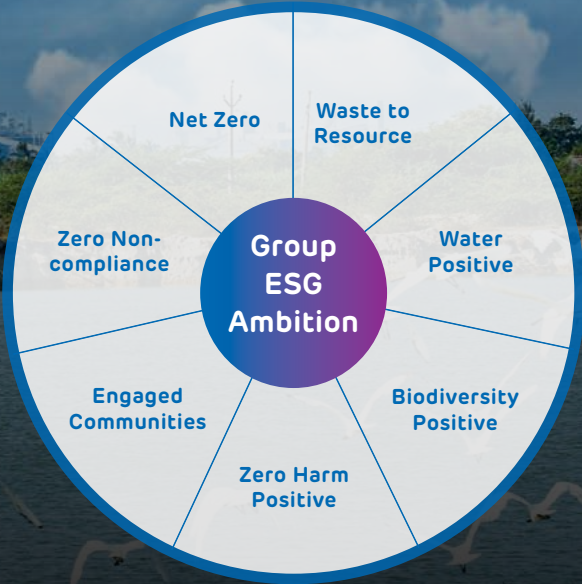 Group
ESG
Ambition
Net Zero
Waste to
Resource
Water
Positive
Biodiversity
Positive
Zero Harm
Positive
Engaged
Communities
Zero Non-
compliance